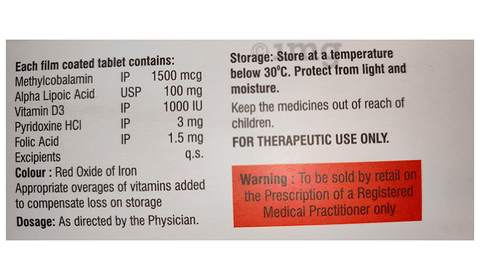 Each film coated tablet contains:
Methylcobalamin IP 1500 mcg
Alpha Lipoic Acid USP 100 mg
Vitamin D3 IP 1000 IU
Pyridoxine HCl IP 3 mg
Folic Acid IP 1.5 mg
Excipients q.s.
Colour : Red Oxide of Iron
Appropriate overages of vitamins added
to compensate loss on storage
Dosage: As directed by the Physician.
Storage: Store at a temperature
below 30°C. Protect from light and
moisture.
Keep the medicines out of reach of
children.
FOR THERAPEUTIC USE ONLY.
Warning : To be sold by retail on
the Prescription of a Registered
Medical Practitioner only